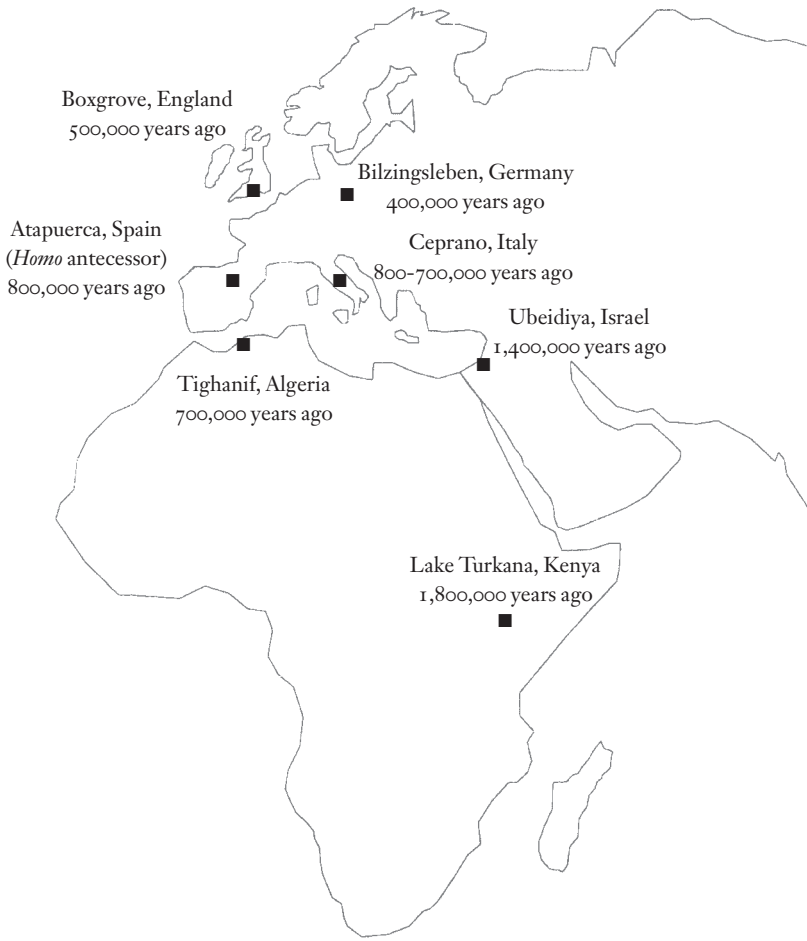 Boxgrove, England
500,000 years ago
Bilzingsleben, Germany
400,000 years ago
Atapuerca, Spain
(Homo antecessor)
800,000 years ago
Ceprano, Italy
800-700,000 years ago
Ubeidiya, Israel
1,400,000 years ago
Tighanif, Algeria
700,000 years ago
Lake Turkana, Kenya
1,800,000 years ago